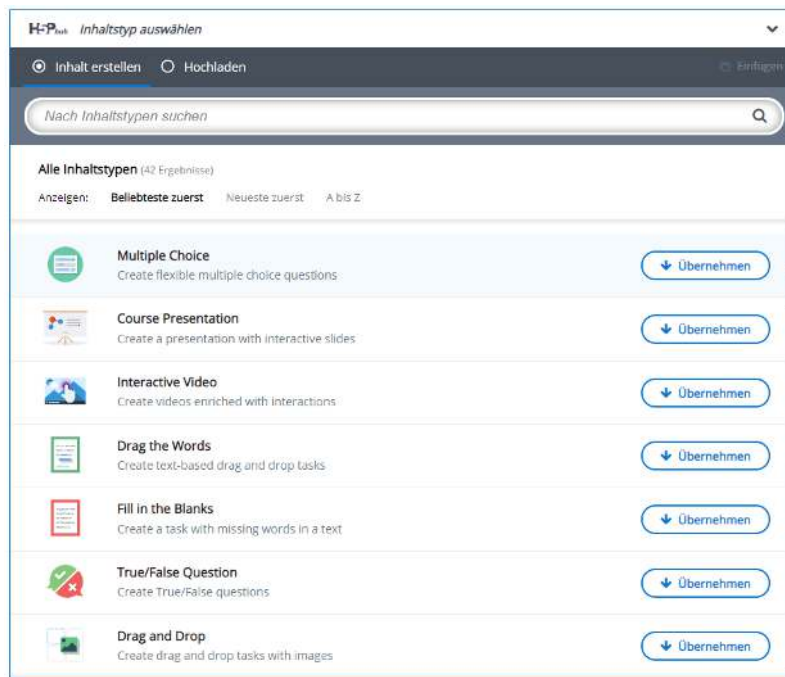 H5P hub Inhaltstyp auswählen
Inhalt erstellen Hochladen Einfügen
Nach Inhaltstypen suchen
Alle Inhaltstypen (42 Ergebnisse)
Anzeigen: Beliebteste zuerst Neueste zuerst A bis Z
Multiple Choice
Create flexible multiple choice questions
Übernehmen
Course Presentation
Create a presentation with interactive slides
Übernehmen
Interactive Video
Create videos enriched with interactions
Übernehmen
Drag the Words
Create text-based drag and drop tasks
Übernehmen
Fill in the Blanks
Create a task with missing words in a text
Übernehmen
True/False Question
Create True/False questions
Übernehmen
Drag and Drop
Create drag and drop tasks with images
Übernehmen